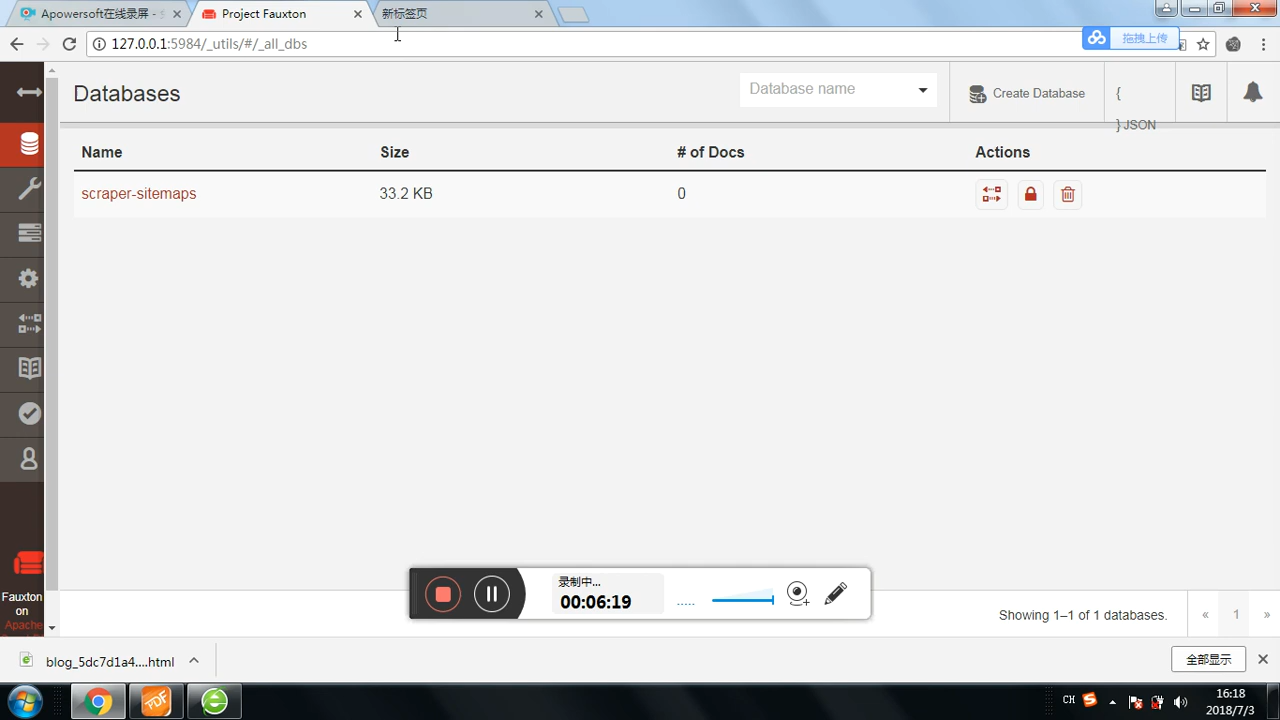 Apowersoft在线录屏 -
Project Fauxton
新标签页
127.0.0.1:5984/_utils/#/_all_dbs
拖拽上传
Databases
Database name
Create Database
{
} JSON
Name Size # of Docs Actions
scraper-sitemaps 33.2 KB 0
录制中...
00:06:19
Fauxton
on
Apache
Showing 1–1 of 1 databases.
« 1 »
blog_5dc7d1a4....html
全部显示
PDF
CH
16:18
2018/7/3